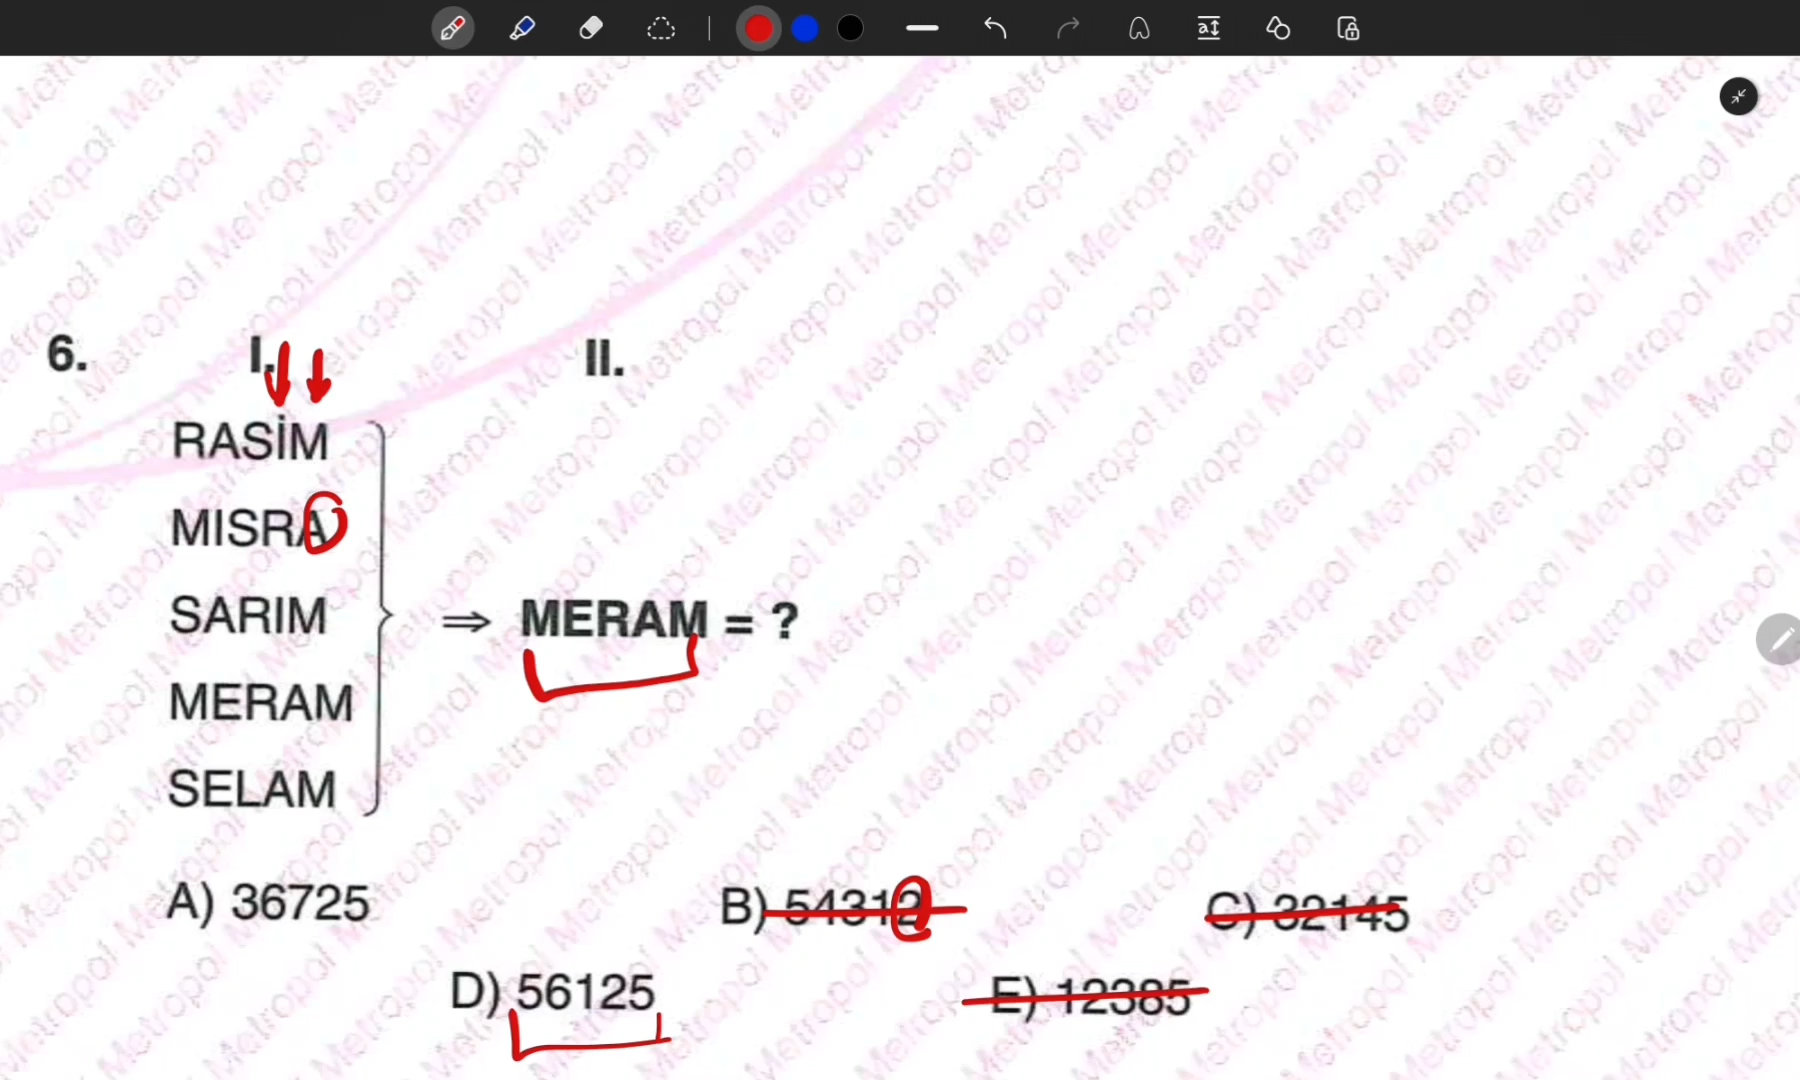 6. I. II.
RASİM
MISRA
SARIM
MERAM
SELAM
⇒ MERAM = ?
A) 36725 B) 54312 C) 32145
D) 56125 E) 12385